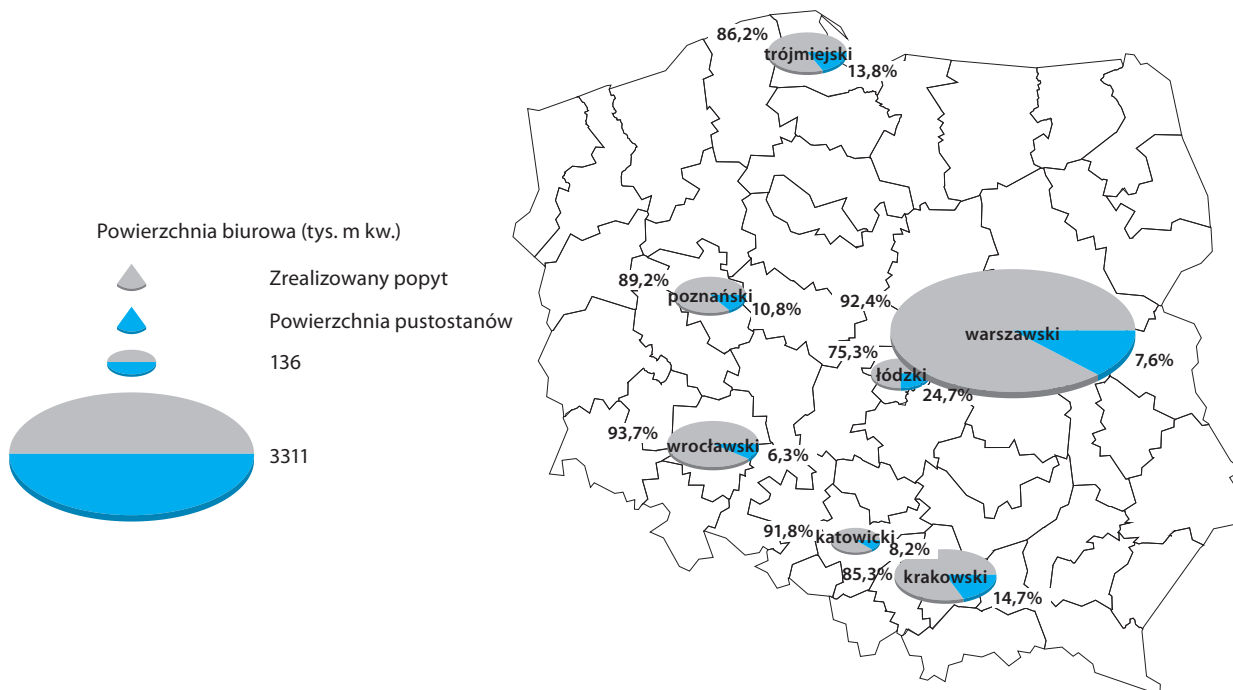 Powierzchnia biurowa (tys. m kw.)
Zrealizowany popyt
Powierzchnia pustostanów
136
3311
86,2%
trójmiejski
13,8%
89,2%
poznański
10,8%
92,4%
warszawski
7,6%
75,3%
łódzki
24,7%
93,7%
wrocławski
6,3%
91,8%
katowicki
8,2%
85,3%
krakowski
14,7%